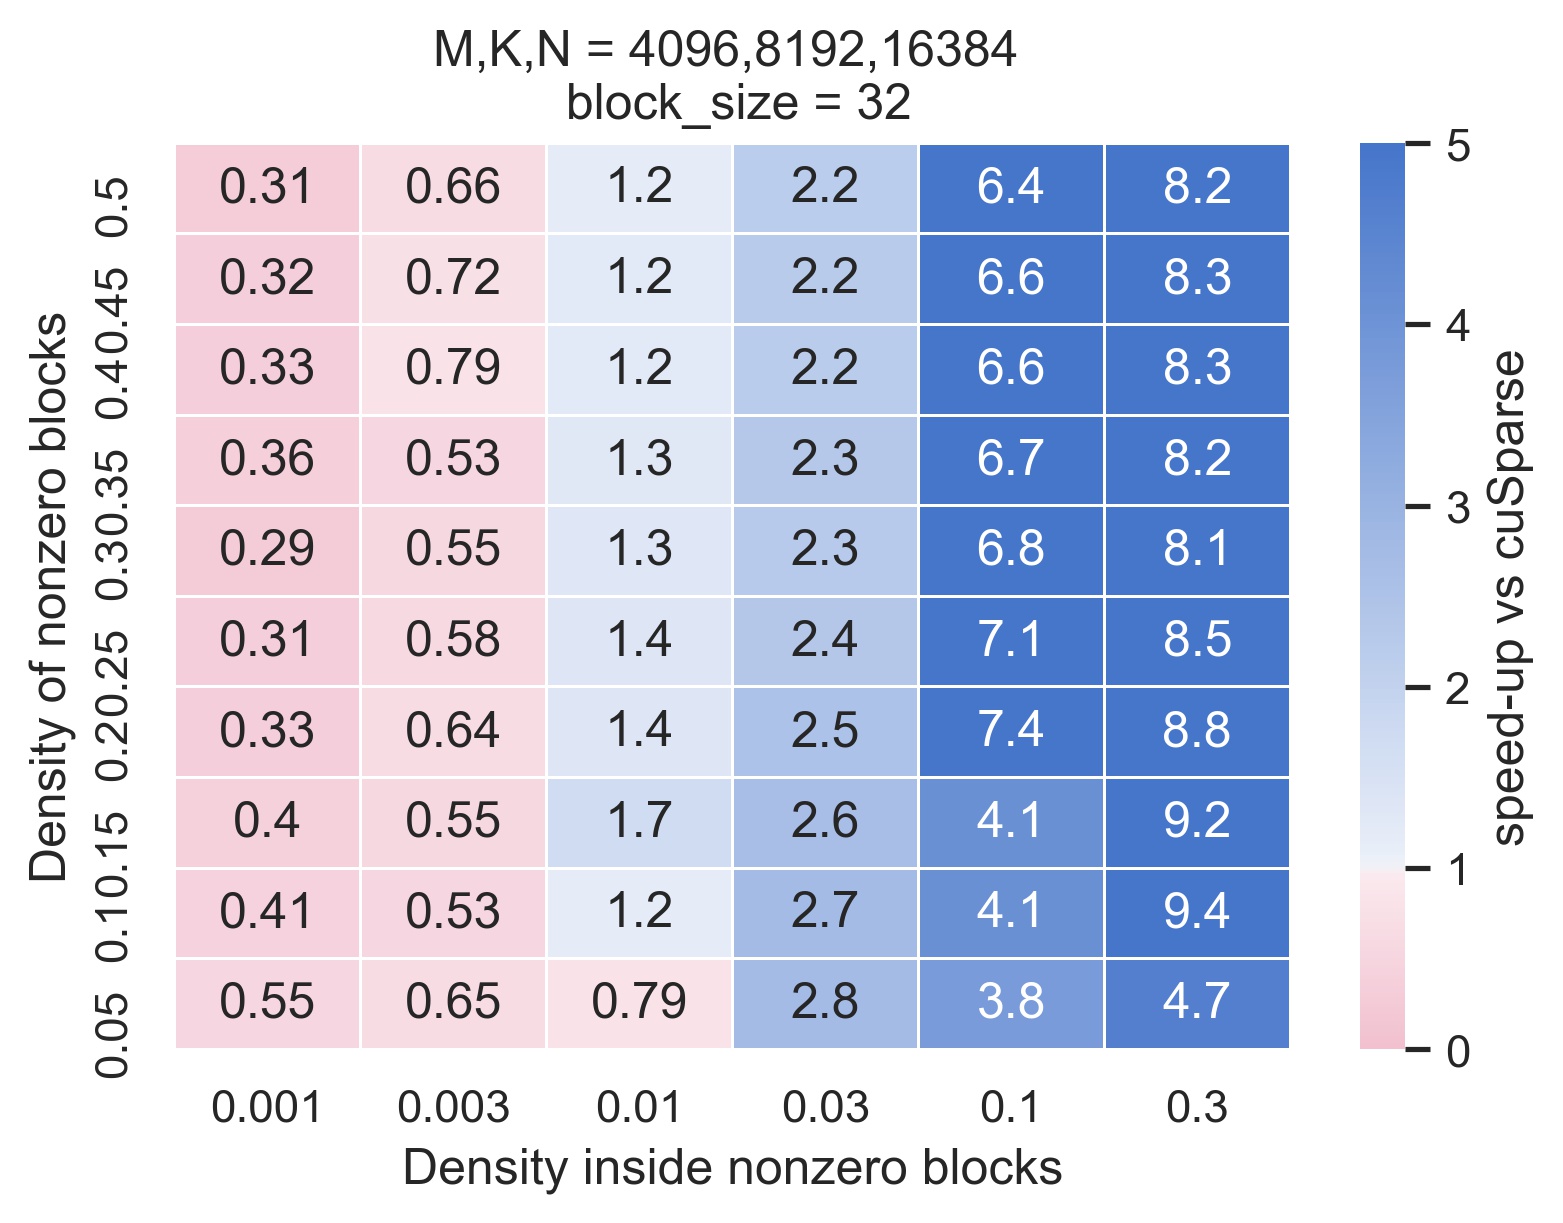 M,K,N = 4096,8192,16384
block_size = 32
Density of nonzero blocks
0.5 0.31 0.66 1.2 2.2 6.4 8.2
0.45 0.32 0.72 1.2 2.2 6.6 8.3
0.4 0.33 0.79 1.2 2.2 6.6 8.3
0.35 0.36 0.53 1.3 2.3 6.7 8.2
0.3 0.29 0.55 1.3 2.3 6.8 8.1
0.25 0.31 0.58 1.4 2.4 7.1 8.5
0.2 0.33 0.64 1.4 2.5 7.4 8.8
0.15 0.4 0.55 1.7 2.6 4.1 9.2
0.1 0.41 0.53 1.2 2.7 4.1 9.4
0.05 0.55 0.65 0.79 2.8 3.8 4.7
0.001 0.003 0.01 0.03 0.1 0.3
Density inside nonzero blocks
5
4
3
2
1
0
speed-up vs cuSparse